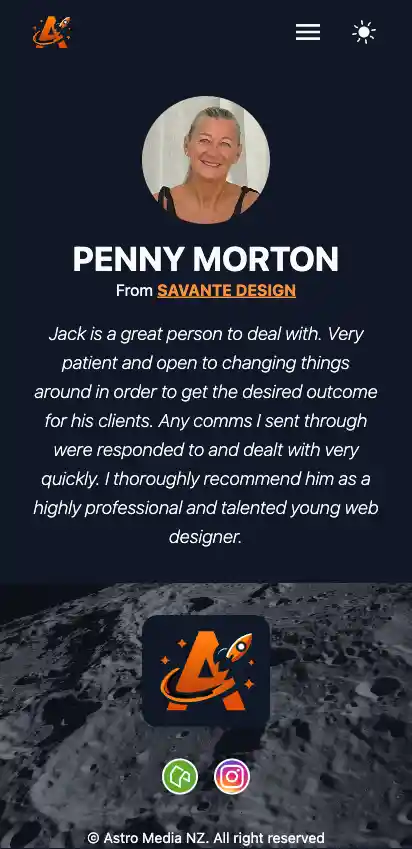 PENNY MORTON
From SAVANTE DESIGN
Jack is a great person to deal with. Very
patient and open to changing things
around in order to get the desired outcome
for his clients. Any comms I sent through
were responded to and dealt with very
quickly. I thoroughly recommend him as a
highly professional and talented young web
designer.
© Astro Media NZ. All right reserved